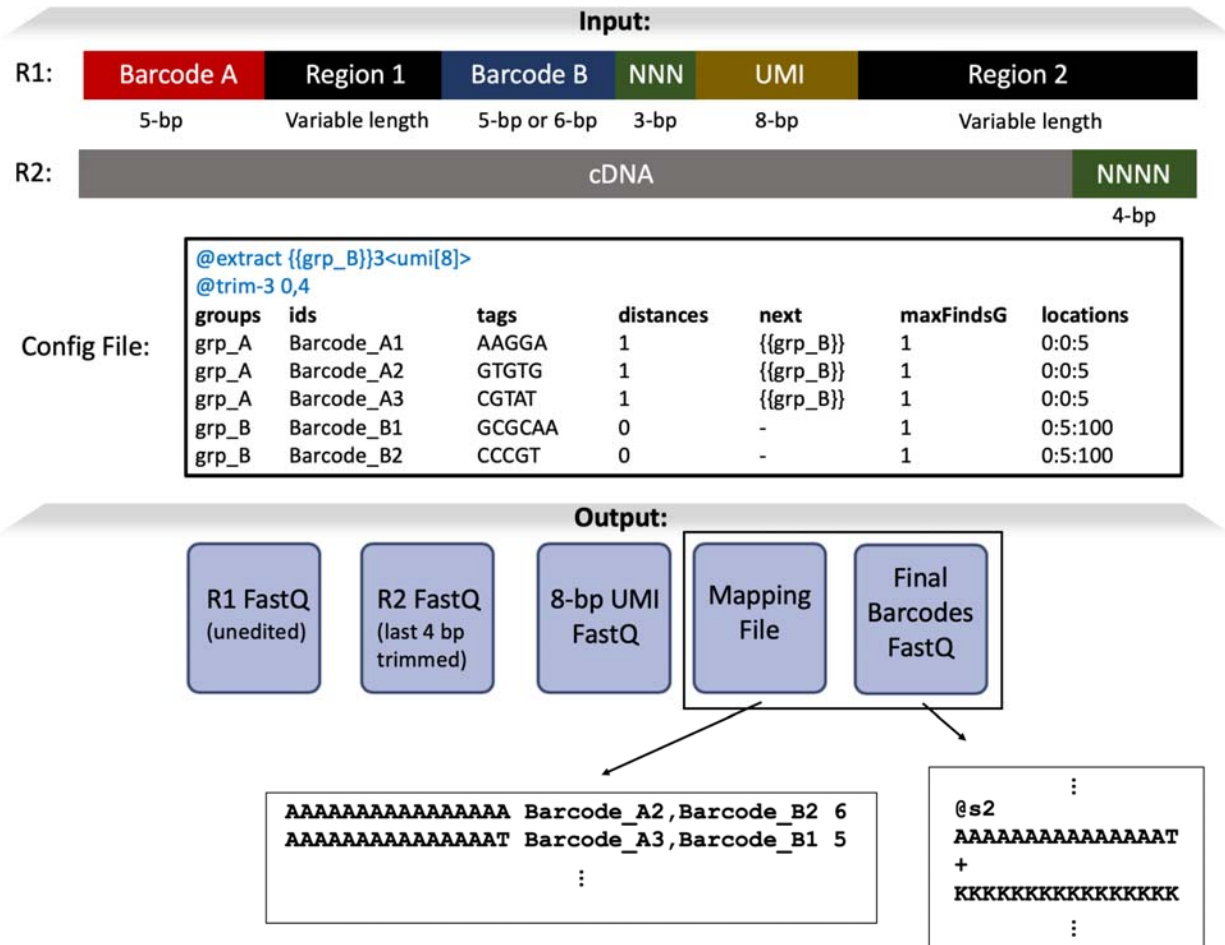 Input:
R1: Barcode A Region 1 Barcode B NNN UMI Region 2
5-bp Variable length 5-bp or 6-bp 3-bp 8-bp Variable length
R2: cDNA NNNN
4-bp
Config File:
@extract {{grp_B}}3<umi[8]>
@trim-3 0,4
groups ids tags distances next maxFindsG locations
grp_A Barcode_A1 AAGGA 1 {{grp_B}} 1 0:0:5
grp_A Barcode_A2 GTGTG 1 {{grp_B}} 1 0:0:5
grp_A Barcode_A3 CGTAT 1 {{grp_B}} 1 0:0:5
grp_B Barcode_B1 GCGCAA 0 - 1 0:5:100
grp_B Barcode_B2 CCCGT 0 - 1 0:5:100
Output:
R1 FastQ
(unedited)
R2 FastQ
(last 4 bp
trimmed)
8-bp UMI
FastQ
Mapping
File
Final
Barcodes
FastQ
AAAAAAAAAAAAAAAA Barcode_A2,Barcode_B2 6
AAAAAAAAAAAAAAAT Barcode_A3,Barcode_B1 5
⋮
⋮
@s2
AAAAAAAAAAAAAAAT
+
KKKKKKKKKKKKKKKK
⋮